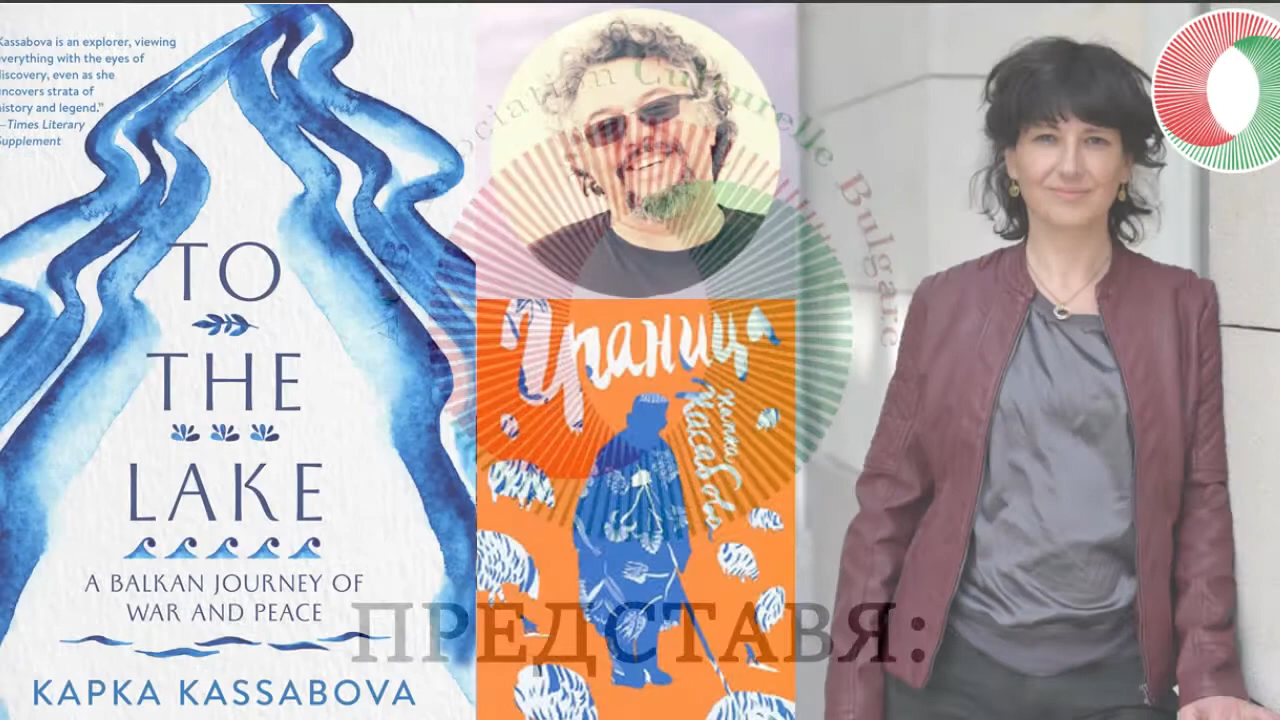 Kassabova is an explorer, viewing
everything with the eyes of
discovery, even as she
uncovers strata of
history and legend."
—Times Literary
Supplement
TO
THE
LAKE
A BALKAN JOURNEY OF
WAR AND PEACE
KAPKA KASSABOVA
Association Culturelle Bulgare
Граница
Капка
Касабова
ПРЕДСТАВЯ: